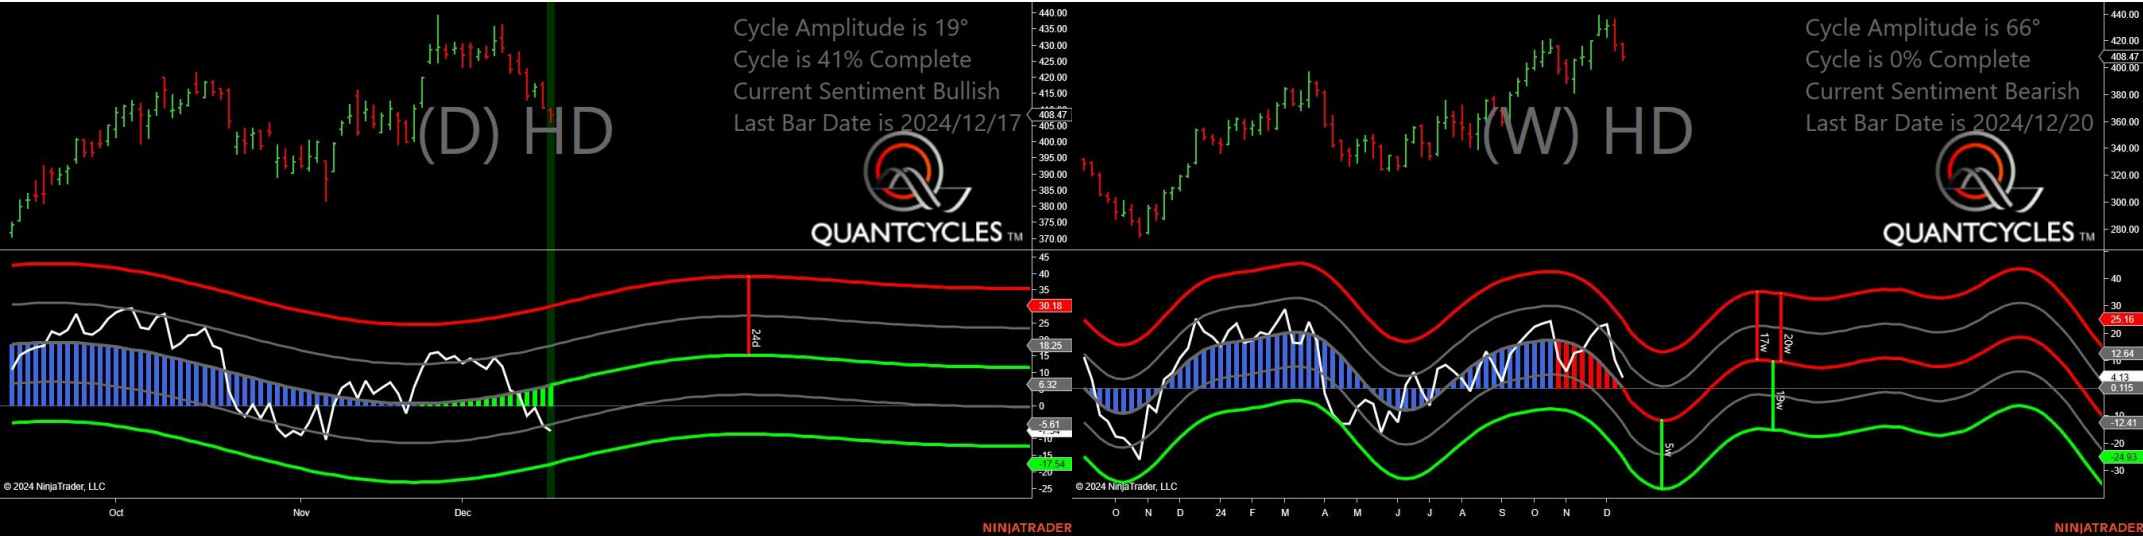 Cycle Amplitude is 19°
Cycle is 41% Complete
Current Sentiment Bullish
Last Bar Date is 2024/12/17
(D) HD
QUANTCYCLES TM
440.00
435.00
430.00
425.00
420.00
415.00
408.47
405.00
400.00
395.00
390.00
385.00
380.00
375.00
370.00
45
40
35
30.18
25
18.25
15
10
6.32
0
-5.61
-10
-15
-17.54
-20
-25
24d
© 2024 NinjaTrader, LLC
Oct Nov Dec
NINJATRADER
Cycle Amplitude is 66°
Cycle is 0% Complete
Current Sentiment Bearish
Last Bar Date is 2024/12/20
(W) HD
QUANTCYCLES TM
440.00
420.00
408.47
400.00
380.00
360.00
340.00
320.00
300.00
280.00
40
30
25.16
20
12.64
10
4.13
0.115
-10
-12.41
-20
-24.93
-30
17w
20w
19w
5w
© 2024 NinjaTrader, LLC
O N D 24 F M A M J J A S O N D
NINJATRADER